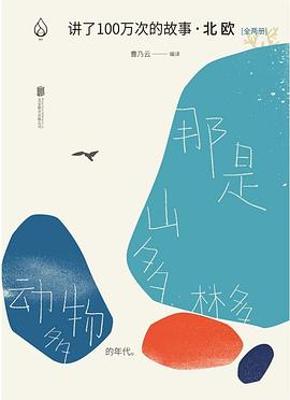 讲了100万次的故事·北欧 [全两册]
曹乃云——编译
那是
山多
林多
动物多
的年代。